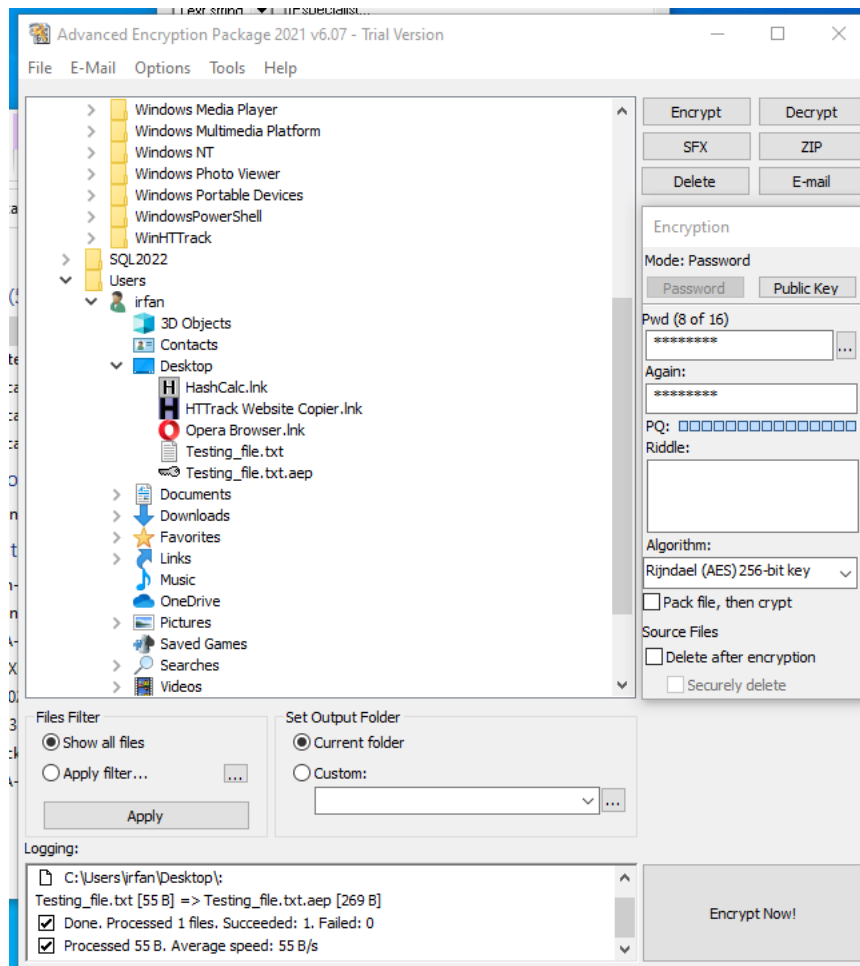 Advanced Encryption Package 2021 v6.07 - Trial Version
File E-Mail Options Tools Help
Windows Media Player
Windows Multimedia Platform
Windows NT
Windows Photo Viewer
Windows Portable Devices
WindowsPowerShell
WinHTTrack
SQL2022
Users
irfan
3D Objects
Contacts
Desktop
HashCalc.lnk
HTTrack Website Copier.lnk
Opera Browser.lnk
Testing_file.txt
Testing_file.txt.aep
Documents
Downloads
Favorites
Links
Music
OneDrive
Pictures
Saved Games
Searches
Videos
Encrypt Decrypt
SFX ZIP
Delete E-mail
Encryption
Mode: Password
Password Public Key
Pwd (8 of 16)
******** ...
Again:
********
PQ:
Riddle:
Algorithm:
Rijndael (AES) 256-bit key
Pack file, then crypt
Source Files
Delete after encryption
Securely delete
Files Filter
Show all files
Apply filter... ...
Apply
Set Output Folder
Current folder
Custom:
...
Logging:
C:\Users\irfan\Desktop\:
Testing_file.txt [55 B] => Testing_file.txt.aep [269 B]
Done. Processed 1 files. Succeeded: 1. Failed: 0
Processed 55 B. Average speed: 55 B/s
Encrypt Now!